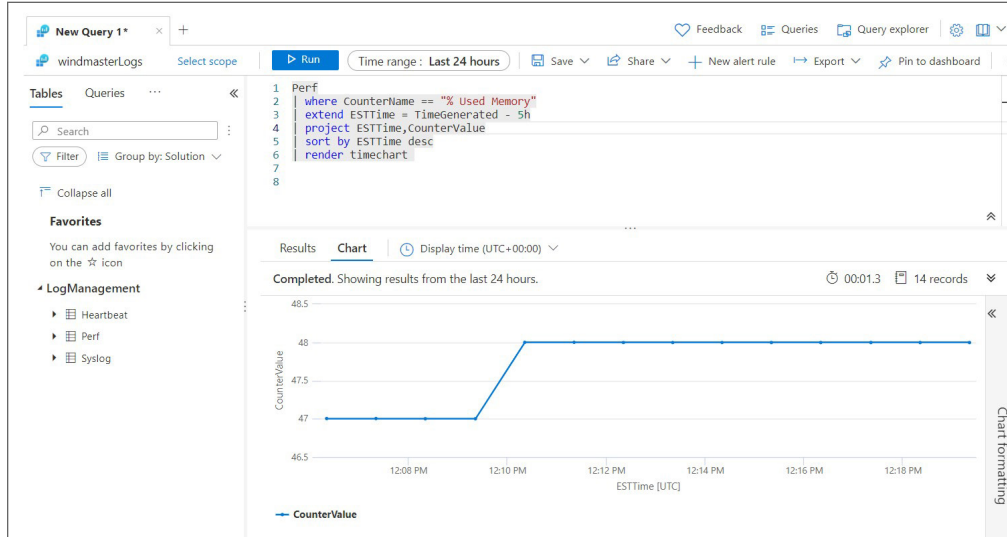 New Query 1* × +
Feedback Queries Query explorer
windmasterLogs Select scope Run Time range : Last 24 hours Save Share New alert rule Export Pin to dashboard
Tables Queries ··· «
Search
Filter Group by: Solution
Collapse all
Favorites
You can add favorites by clicking
on the ☆ icon
LogManagement
Heartbeat
Perf
Syslog
1 Perf
2 | where CounterName == "% Used Memory"
3 | extend ESTTime = TimeGenerated - 5h
4 | project ESTTime,CounterValue
5 | sort by ESTTime desc
6 | render timechart
7
8
Results Chart Display time (UTC+00:00)
Completed. Showing results from the last 24 hours. 00:01.3 14 records
48.5
48
47.5
47
46.5
CounterValue
12:08 PM 12:10 PM 12:12 PM 12:14 PM 12:16 PM 12:18 PM
ESTTime [UTC]
CounterValue
Chart formatting